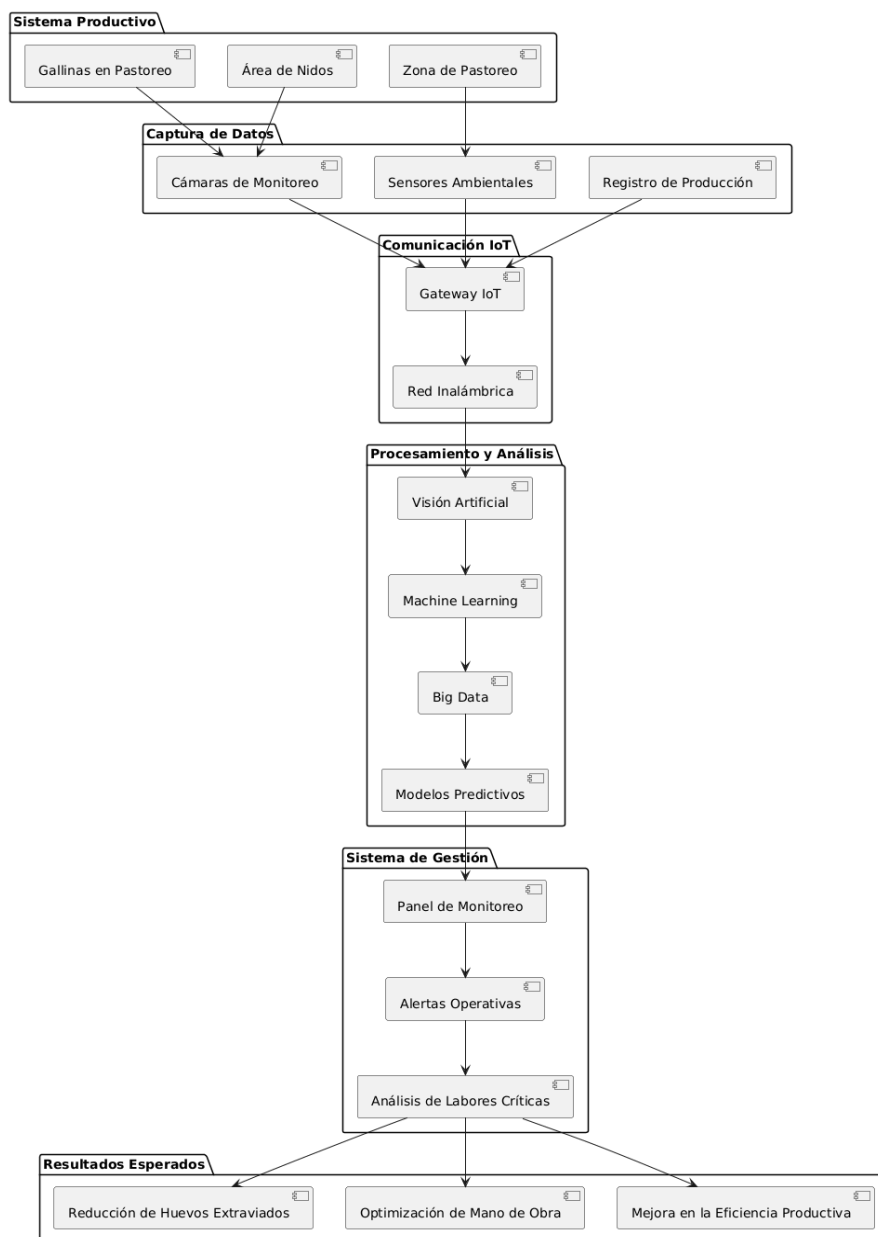 Sistema Productivo
Gallinas en Pastoreo
Área de Nidos
Zona de Pastoreo
Captura de Datos
Cámaras de Monitoreo
Sensores Ambientales
Registro de Producción
Comunicación IoT
Gateway IoT
Red Inalámbrica
Procesamiento y Análisis
Visión Artificial
Machine Learning
Big Data
Modelos Predictivos
Sistema de Gestión
Panel de Monitoreo
Alertas Operativas
Análisis de Labores Críticas
Resultados Esperados
Reducción de Huevos Extraviados
Optimización de Mano de Obra
Mejora en la Eficiencia Productiva